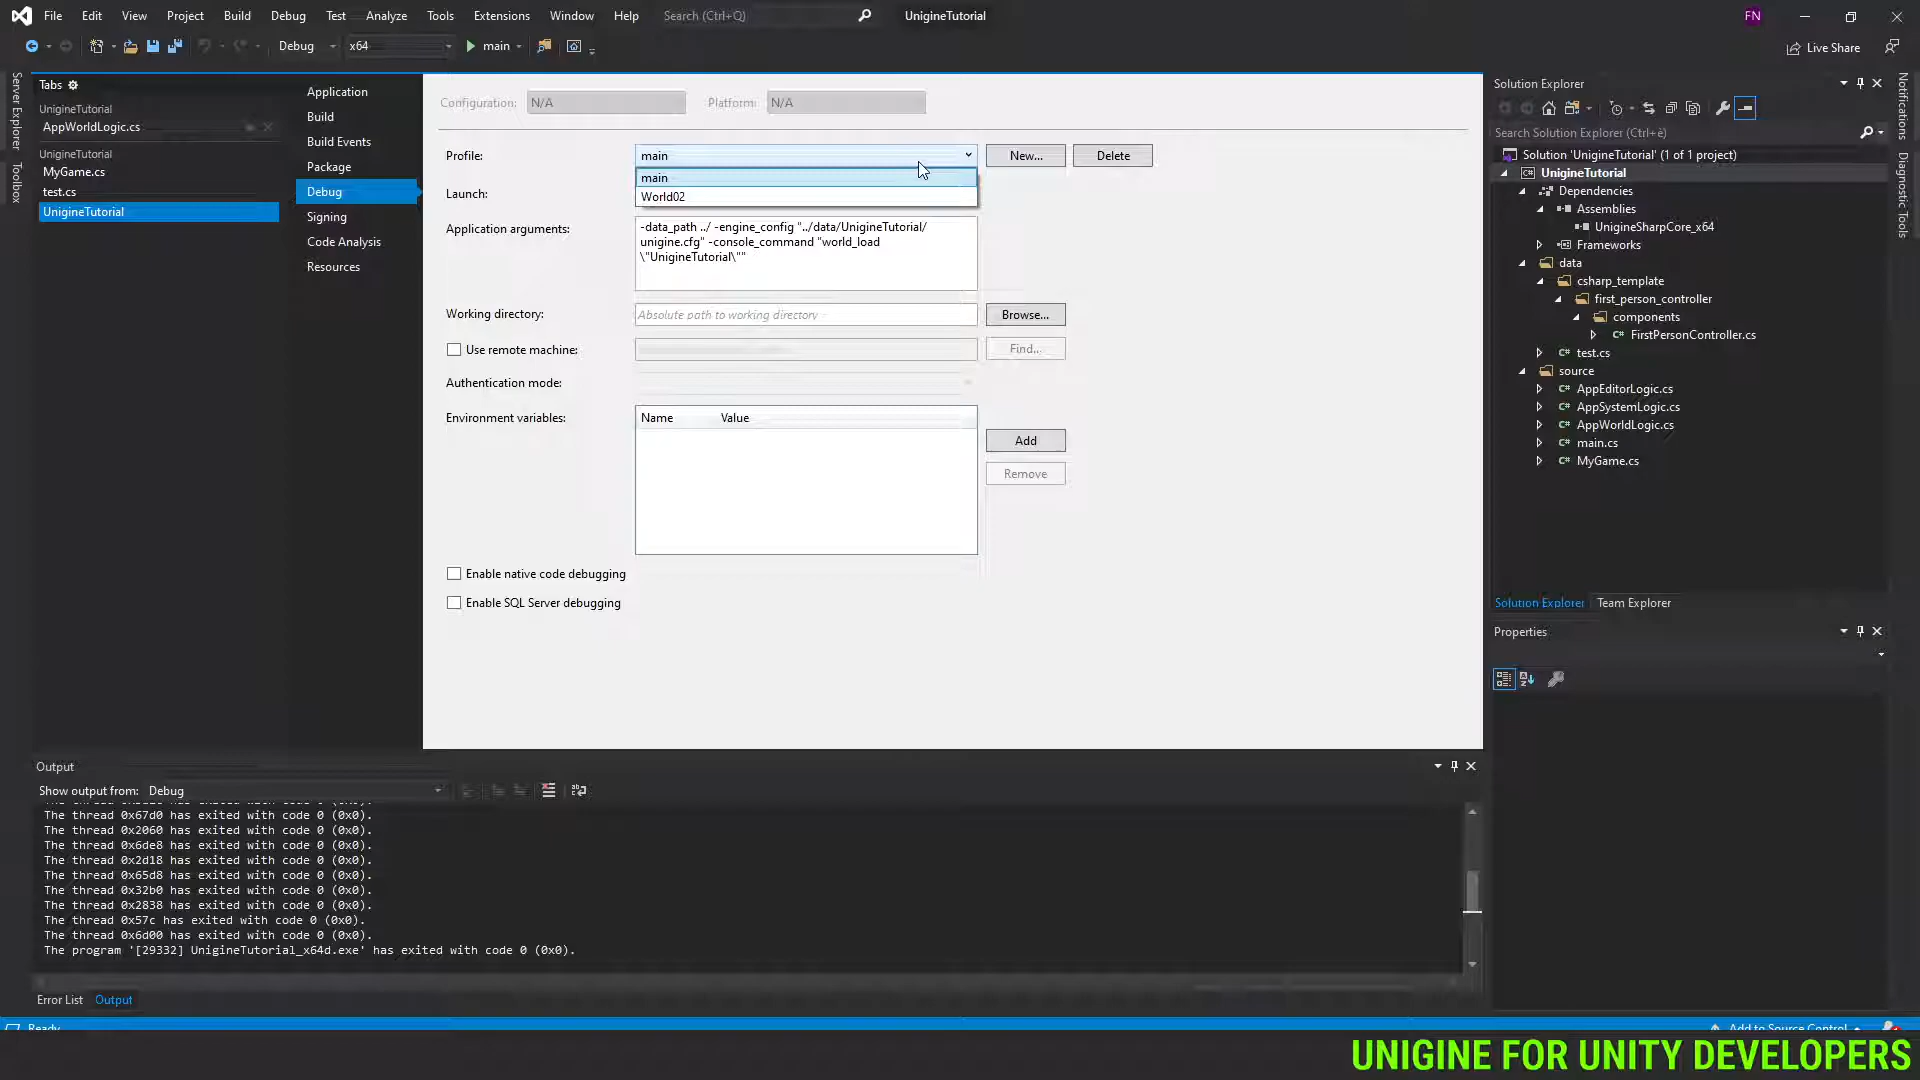 File Edit View Project Build Debug Test Analyze Tools Extensions Window Help Search (Ctrl+Q) UnigineTutorial FN
Debug x64 main Live Share
Server Explorer
Toolbox
Tabs
UnigineTutorial
AppWorldLogic.cs
UnigineTutorial
MyGame.cs
test.cs
UnigineTutorial
Application
Build
Build Events
Package
Debug
Signing
Code Analysis
Resources
Configuration: N/A Platform: N/A
Profile: main New... Delete
main
World02
Launch:
Application arguments: -data_path ../ -engine_config "../data/UnigineTutorial/
unigine.cfg" -console_command "world_load
\"UnigineTutorial\""
Working directory: Absolute path to working directory Browse...
Use remote machine: Find...
Authentication mode:
Environment variables: Name Value
Add
Remove
Enable native code debugging
Enable SQL Server debugging
Solution Explorer
Search Solution Explorer (Ctrl+è)
Solution 'UnigineTutorial' (1 of 1 project)
UnigineTutorial
Dependencies
Assemblies
UnigineSharpCore_x64
Frameworks
data
csharp_template
first_person_controller
components
FirstPersonController.cs
test.cs
source
AppEditorLogic.cs
AppSystemLogic.cs
AppWorldLogic.cs
main.cs
MyGame.cs
Solution Explorer Team Explorer
Properties
Notifications
Diagnostic Tools
Output
Show output from: Debug
The thread 0x67d0 has exited with code 0 (0x0).
The thread 0x2060 has exited with code 0 (0x0).
The thread 0x6de8 has exited with code 0 (0x0).
The thread 0x2d18 has exited with code 0 (0x0).
The thread 0x65d8 has exited with code 0 (0x0).
The thread 0x32b0 has exited with code 0 (0x0).
The thread 0x2838 has exited with code 0 (0x0).
The thread 0x57c has exited with code 0 (0x0).
The thread 0x6d00 has exited with code 0 (0x0).
The program '[29332] UnigineTutorial_x64d.exe' has exited with code 0 (0x0).
Error List Output
Ready Add to Source Control
UNIGINE FOR UNITY DEVELOPERS